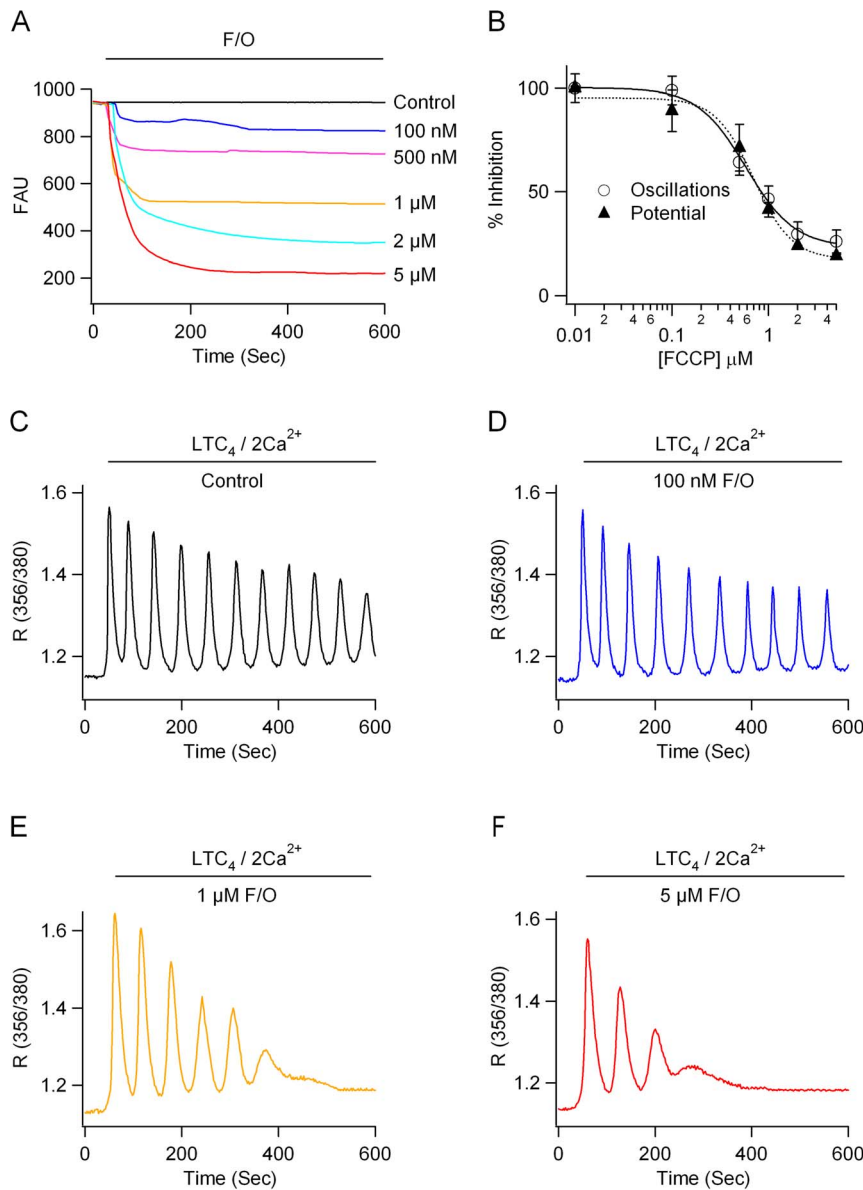 A
F/O
1000
800
600
400
200
FAU
Control
100 nM
500 nM
1 µM
2 µM
5 µM
0 200 400 600
Time (Sec)
B
100
50
0
% Inhibition
Oscillations
Potential
2 4 6 2 4 6 2 4
0.01 0.1 1
[FCCP] µM
C
LTC4 / 2Ca2+
Control
1.6
1.4
1.2
R (356/380)
0 200 400 600
Time (Sec)
D
LTC4 / 2Ca2+
100 nM F/O
1.6
1.4
1.2
R (356/380)
0 200 400 600
Time (Sec)
E
LTC4 / 2Ca2+
1 µM F/O
1.6
1.4
1.2
R (356/380)
0 200 400 600
Time (Sec)
F
LTC4 / 2Ca2+
5 µM F/O
1.6
1.4
1.2
R (356/380)
0 200 400 600
Time (Sec)